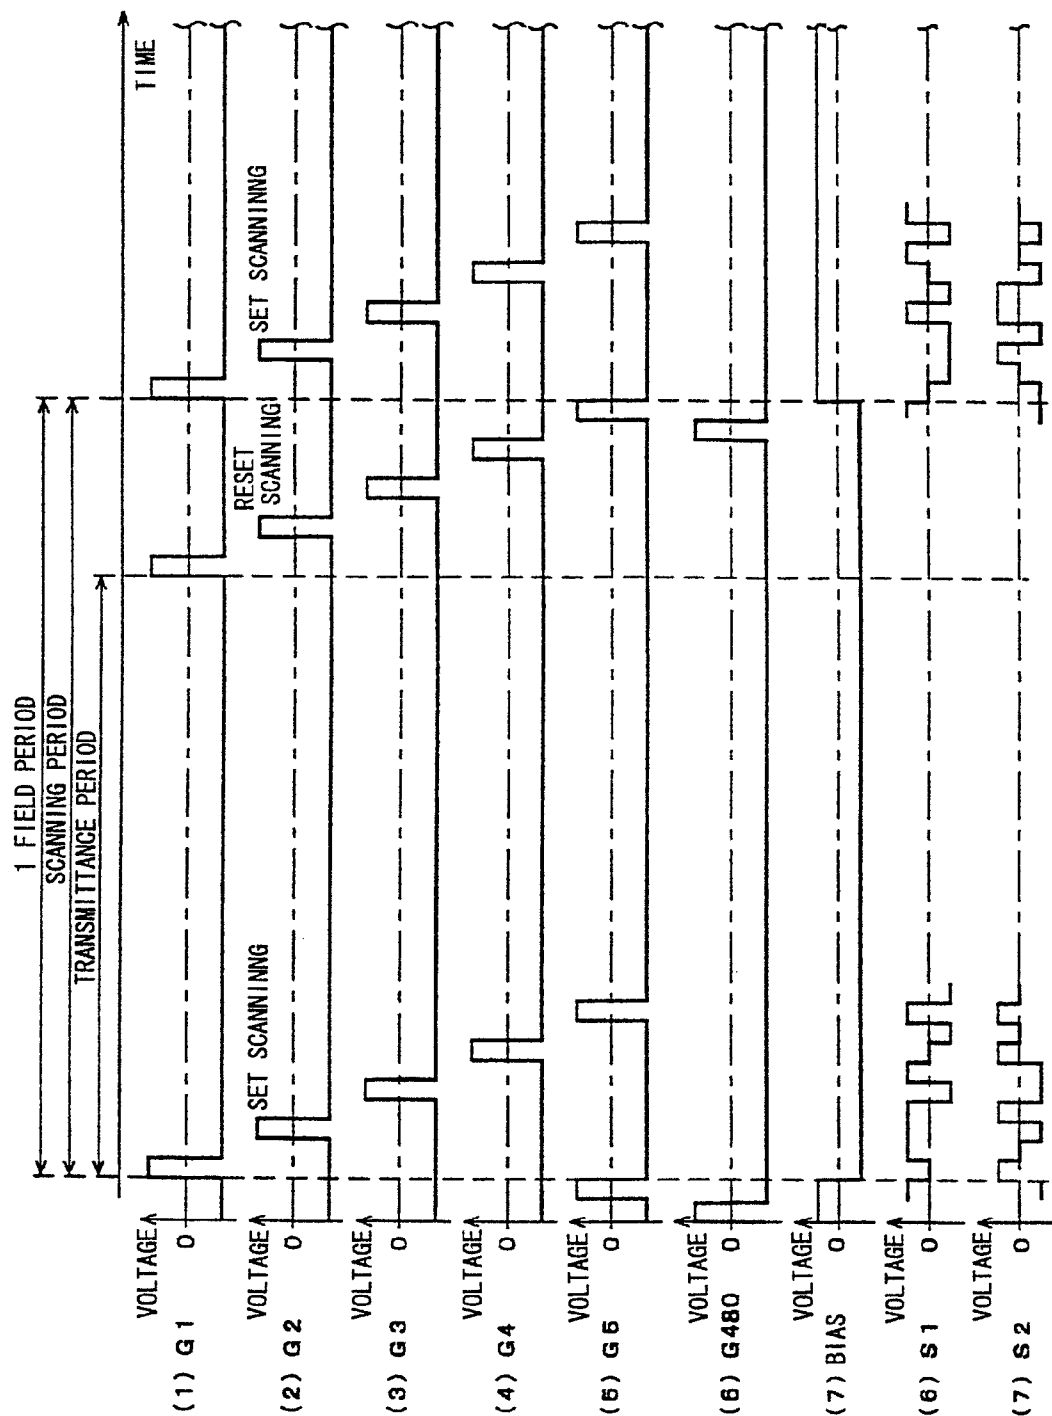 1 FIELD PERIOD
SCANNING PERIOD
TRANSMITTANCE PERIOD
TIME
VOLTAGE
0
(1) G1
SET SCANNINNG
RESET
SCANNING
SET SCANNINNG
VOLTAGE
0
(2) G2
VOLTAGE
0
(3) G3
VOLTAGE
0
(4) G4
VOLTAGE
0
(5) G5
VOLTAGE
0
(6) G480
VOLTAGE
0
(7) BIAS
VOLTAGE
0
(6) S1
VOLTAGE
0
(7) S2